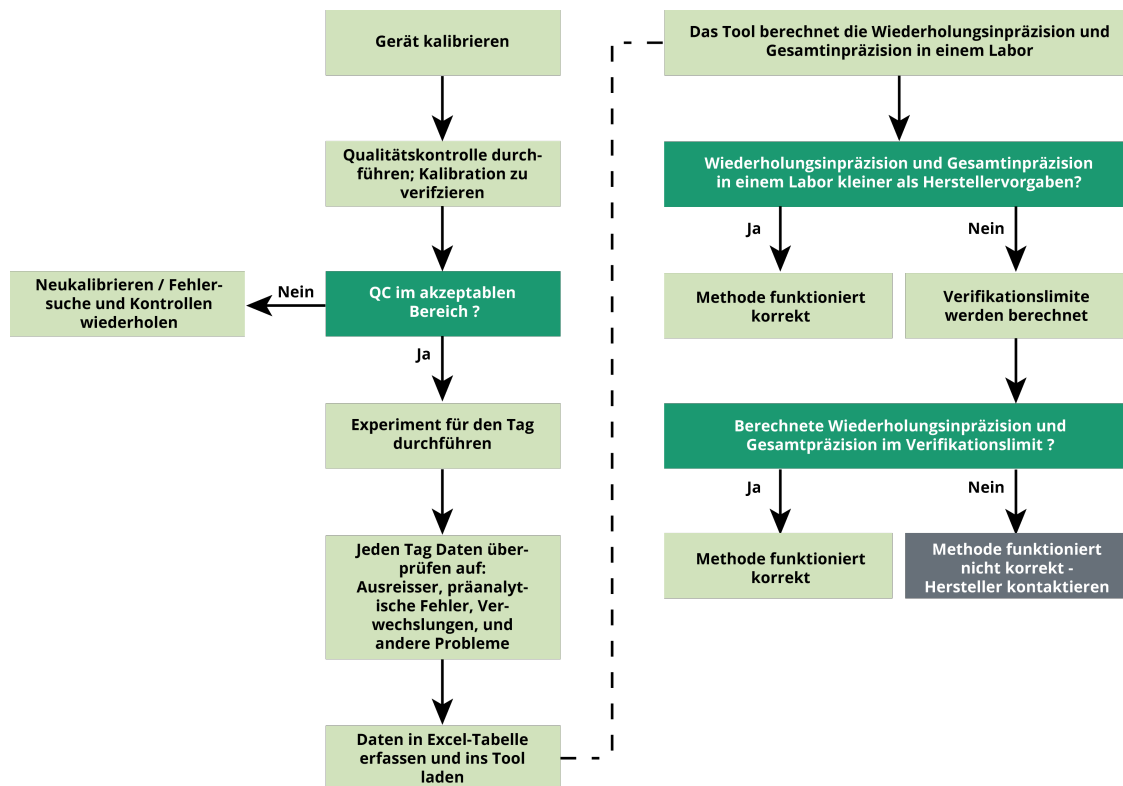 Gerät kalibrieren
Qualitätskontrolle durch-
führen; Kalibration zu
verifzieren
Neukalibrieren / Fehler-
suche und Kontrollen
wiederholen
Nein
QC im akzeptablen
Bereich ?
Ja
Experiment für den Tag
durchführen
Jeden Tag Daten über-
prüfen auf:
Ausreisser, präanalyt-
ische Fehler, Ver-
wechslungen, und
andere Probleme
Daten in Excel-Tabelle
erfassen und ins Tool
laden
Das Tool berechnet die Wiederholungsinpräzision und
Gesamtinpräzision in einem Labor
Wiederholungsinpräzision und Gesamtinpräzision
in einem Labor kleiner als Herstellervorgaben?
Ja
Nein
Methode funktioniert
korrekt
Verifikationslimite
werden berechnet
Berechnete Wiederholungsinpräzision und
Gesamtpräzision im Verifikationslimit ?
Ja
Nein
Methode funktioniert
korrekt
Methode funktioniert
nicht korrekt -
Hersteller kontaktieren